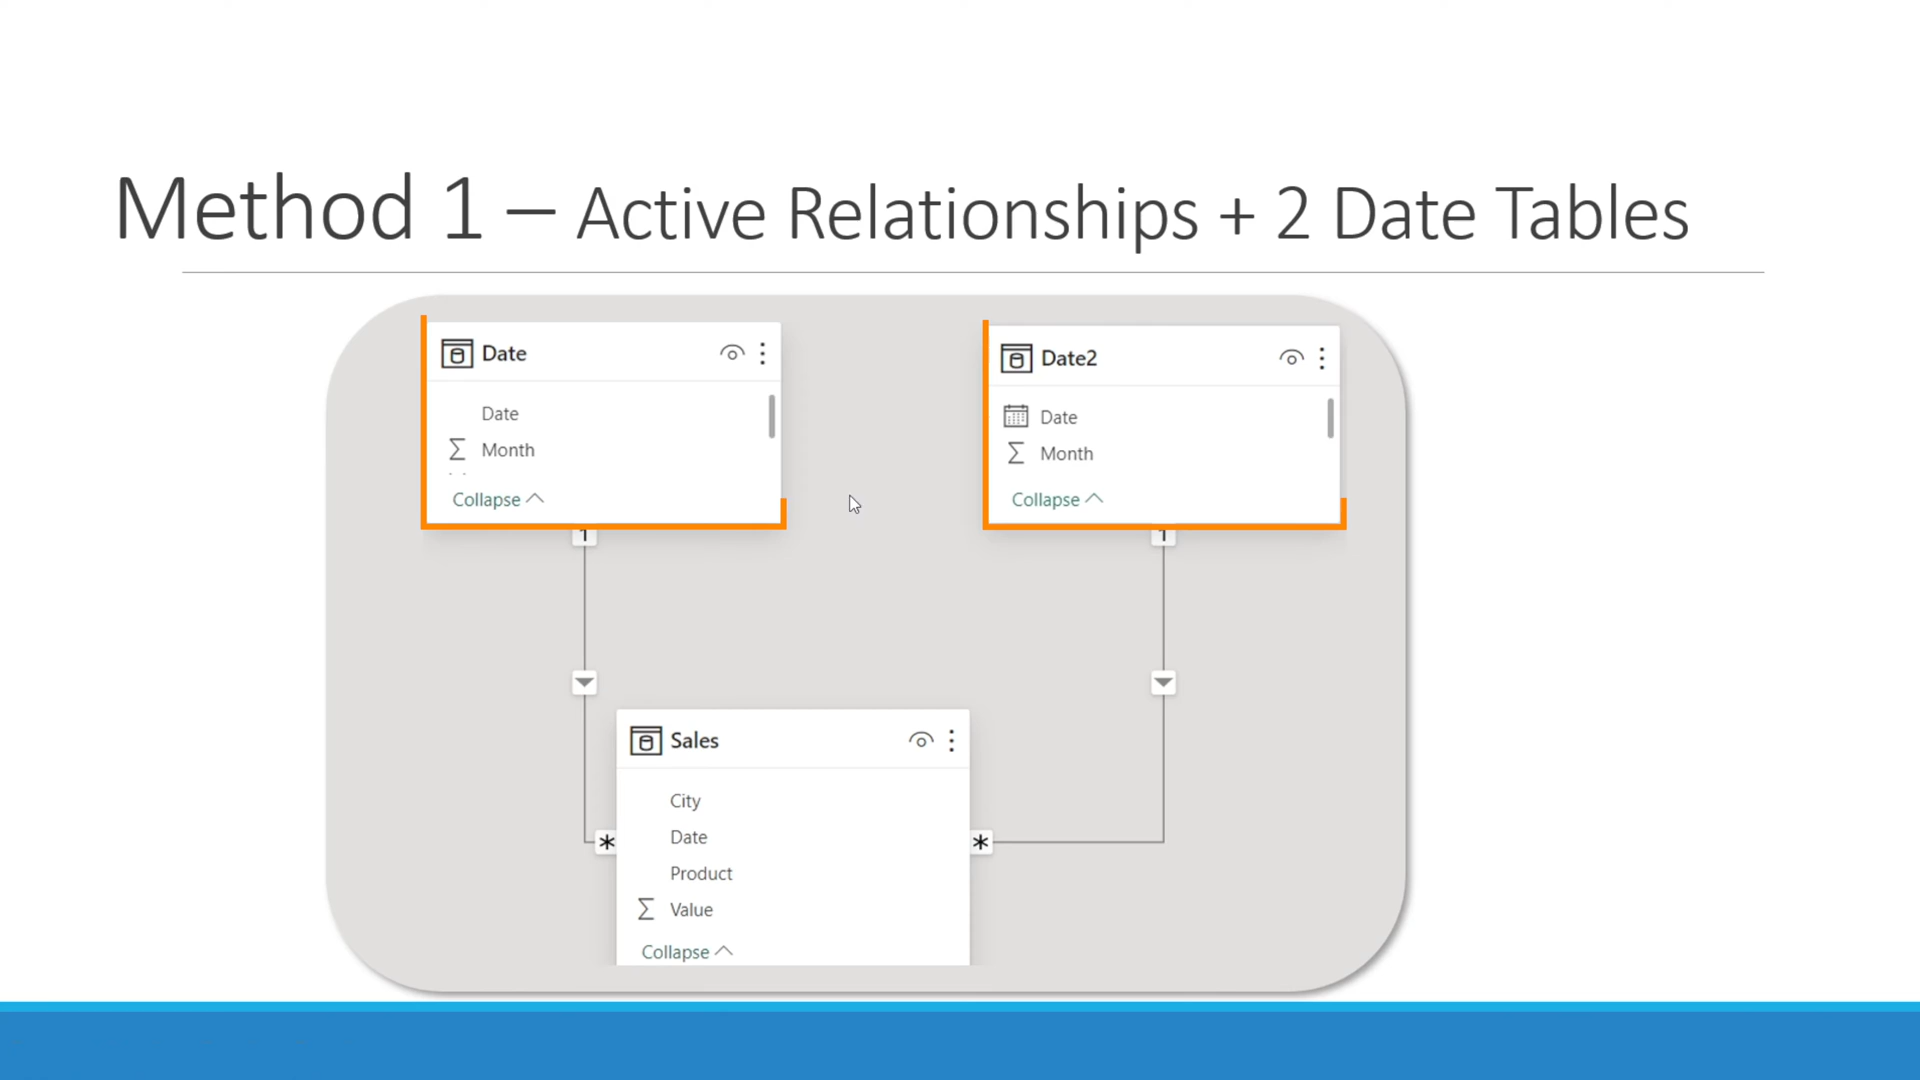 Method 1 – Active Relationships + 2 Date Tables
Date
Date
Σ Month
Collapse
1
Date2
Date
Σ Month
Collapse
1
Sales
City
Date
Product
Σ Value
Collapse
*
*